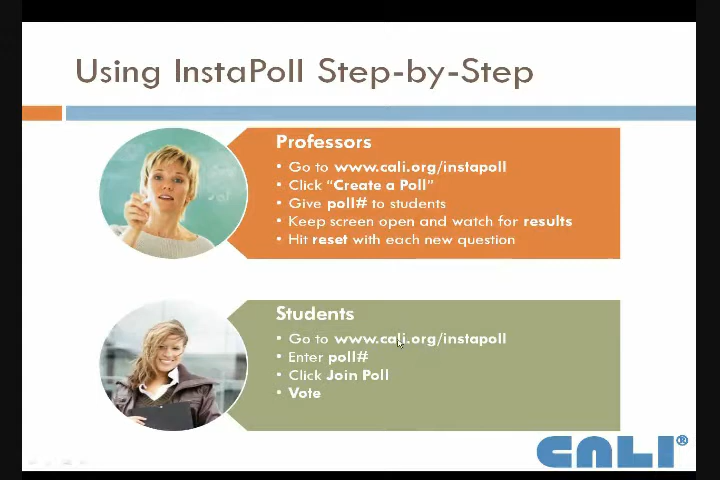 Using InstaPoll Step-by-Step
Professors
• Go to www.cali.org/instapoll
• Click “Create a Poll”
• Give poll# to students
• Keep screen open and watch for results
• Hit reset with each new question
Students
• Go to www.cali.org/instapoll
• Enter poll#
• Click Join Poll
• Vote
CALI®